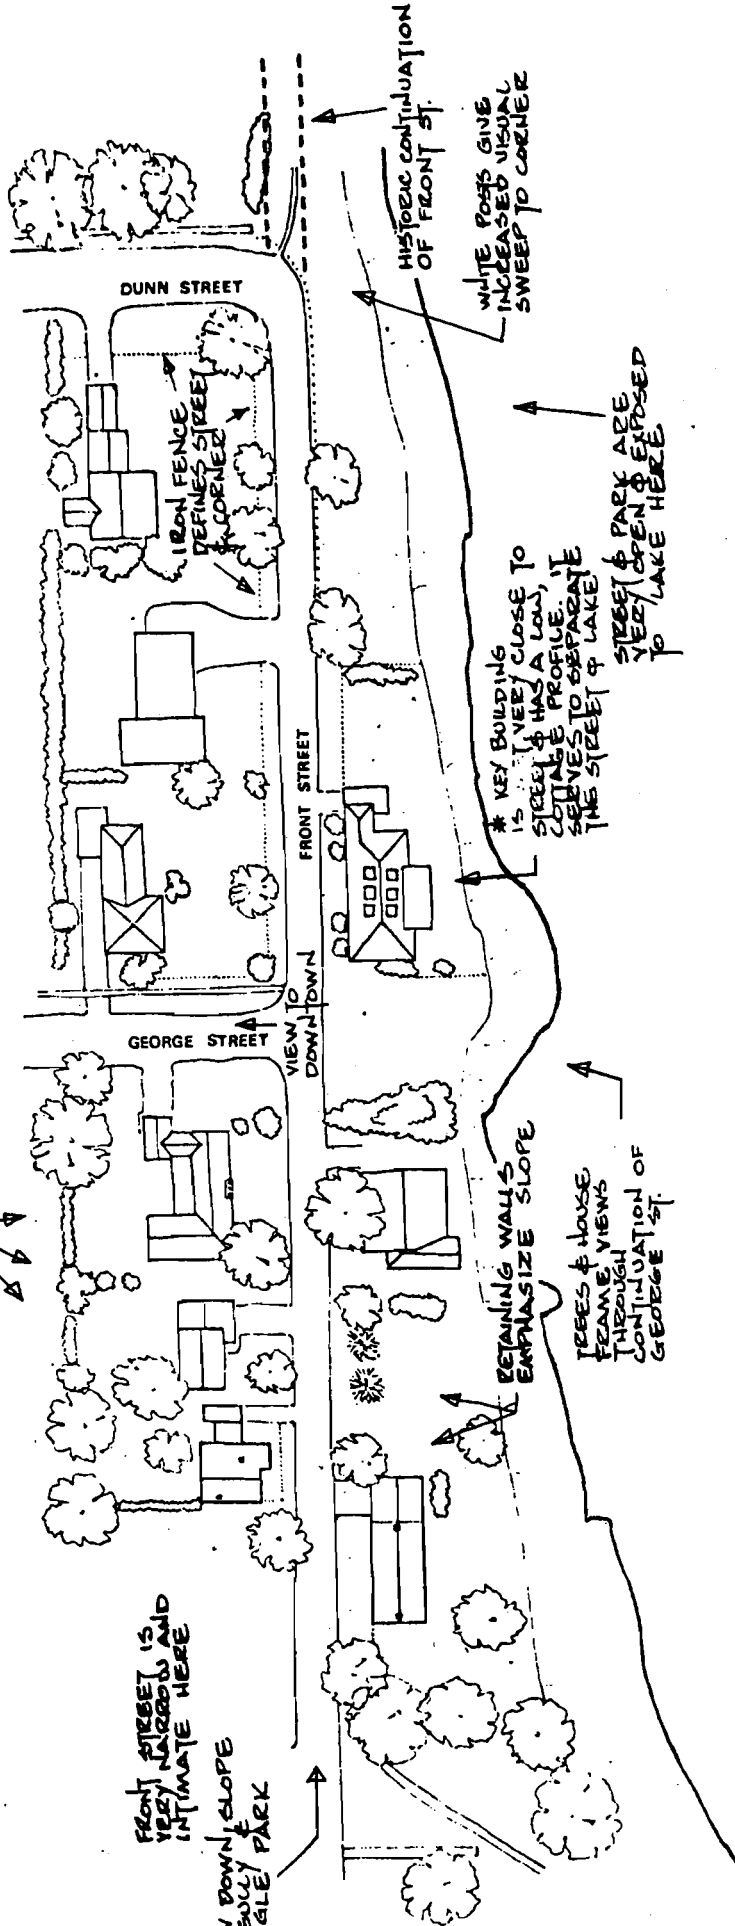 HISTORIC CONTINUATION
OF FRONT ST.
WHITE POSTS GIVE
INCREASED VISUAL
SWEEP TO CORNER
DUNN STREET
IRON FENCE
DEFINES STREET
& CORNER
STREET & PARK ARE
VERY OPEN & EXPOSED
TO LAKE HERE
* KEY BUILDING
IS VERY CLOSE TO
STREET & HAS A LOW,
COTTAGE PROFILE. IT
SERVES TO SEPARATE
THE STREET & LAKE
FRONT STREET
VIEW TO
DOWNTOWN
GEORGE STREET
RETAINING WALLS
EMPHASIZE SLOPE
TREES & HOUSE
FRAME VIEWS
THROUGH
CONTINUATION OF
GEORGE ST.
FRONT STREET IS
VERY NARROW AND
INTIMATE HERE
DOWN SLOPE
GULLY &
PARK